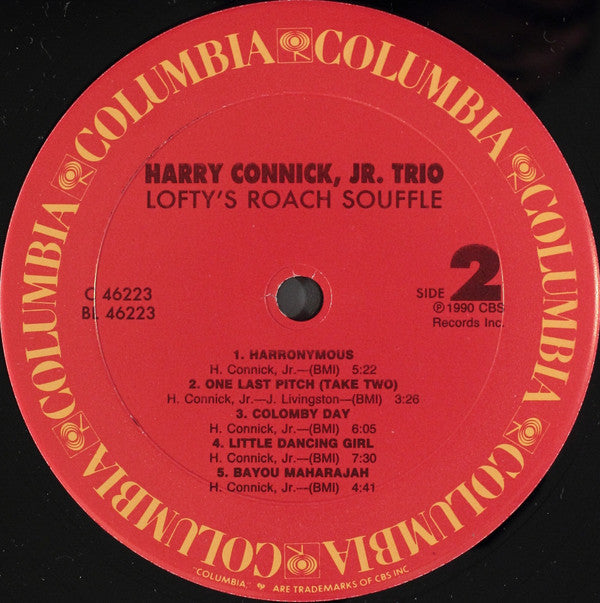 COLUMBIA COLUMBIA COLUMBIA COLUMBIA COLUMBIA COLUMBIA
HARRY CONNICK, JR. TRIO
LOFTY'S ROACH SOUFFLE
C 46223
BL 46223
SIDE 2
℗ 1990 CBS
Records Inc.
1. HARRONYMOUS
H. Connick, Jr.—(BMI) 5:22
2. ONE LAST PITCH (TAKE TWO)
H. Connick, Jr.—J. Livingston—(BMI) 3:26
3. COLOMBY DAY
H. Connick, Jr.—(BMI) 6:05
4. LITTLE DANCING GIRL
H. Connick, Jr.—(BMI) 7:30
5. BAYOU MAHARAJAH
H. Connick, Jr.—(BMI) 4:41
"COLUMBIA," ARE TRADEMARKS OF CBS INC